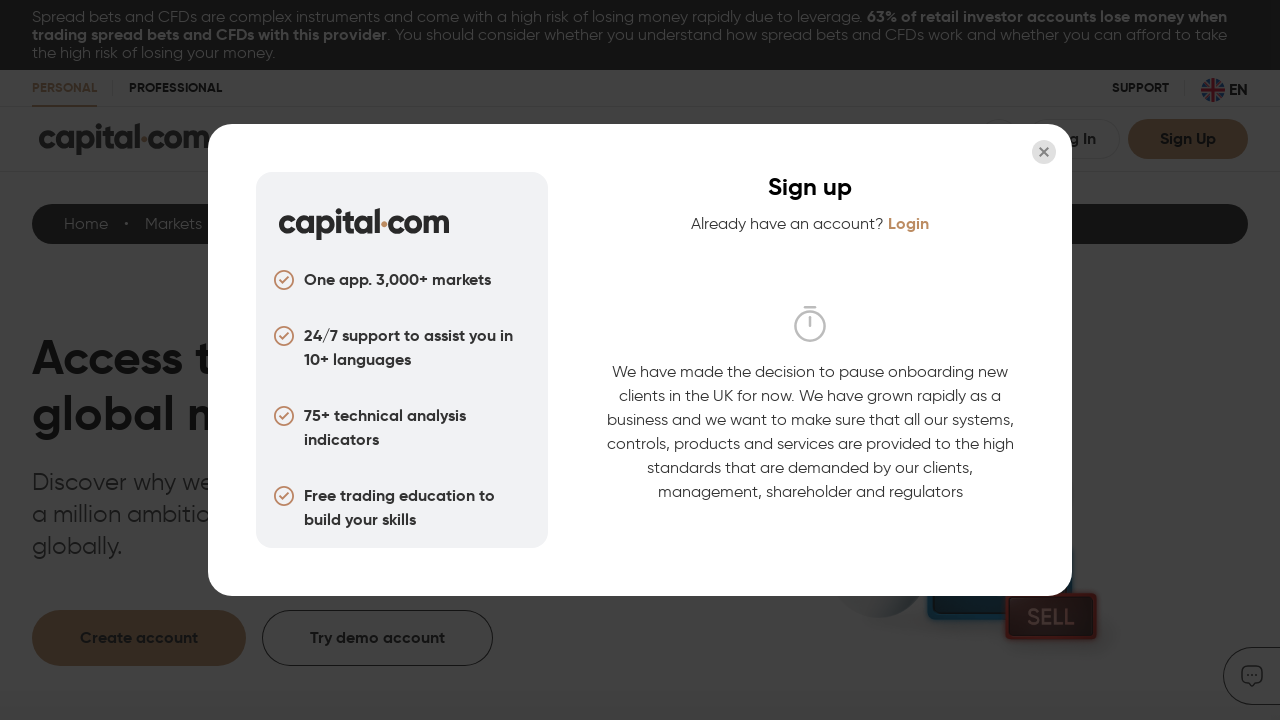 Spread bets and CFDs are complex instruments and come with a high risk of losing money rapidly due to leverage. 63% of retail investor accounts lose money when
trading spread bets and CFDs with this provider. You should consider whether you understand how spread bets and CFDs work and whether you can afford to take
the high risk of losing your money.
PERSONAL
PROFESSIONAL
SUPPORT
EN
capital.com
g In
Sign Up
Home
Markets
Access t
global
Discover why we
a million ambitio
globally.
Create account
Try demo account
SELL
capital.com
One app. 3,000+ markets
24/7 support to assist you in
10+ languages
75+ technical analysis
indicators
Free trading education to
build your skills
Sign up
Already have an account? Login
We have made the decision to pause onboarding new
clients in the UK for now. We have grown rapidly as a
business and we want to make sure that all our systems,
controls, products and services are provided to the high
standards that are demanded by our clients,
management, shareholder and regulators